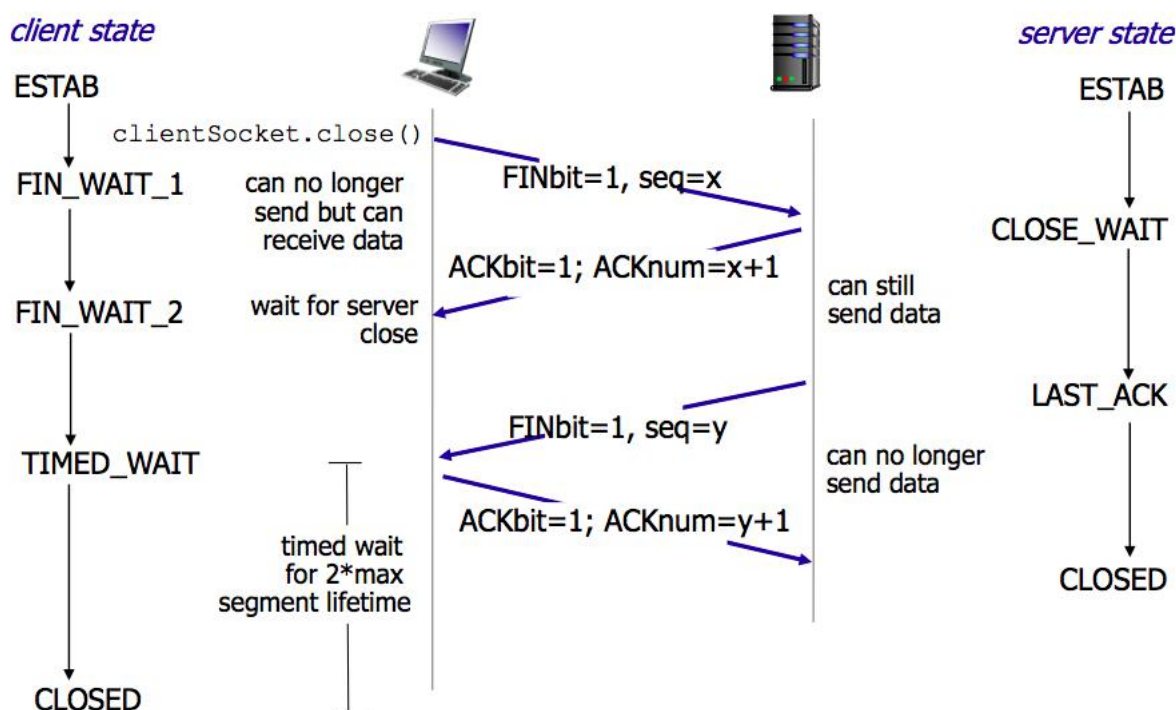 client state
server state
ESTAB
ESTAB
clientSocket.close()
FINbit=1, seq=x
FIN_WAIT_1
can no longer
send but can
receive data
CLOSE_WAIT
ACKbit=1; ACKnum=x+1
FIN_WAIT_2
wait for server
close
can still
send data
LAST_ACK
FINbit=1, seq=y
TIMED_WAIT
can no longer
send data
ACKbit=1; ACKnum=y+1
timed wait
for 2*max
segment lifetime
CLOSED
CLOSED